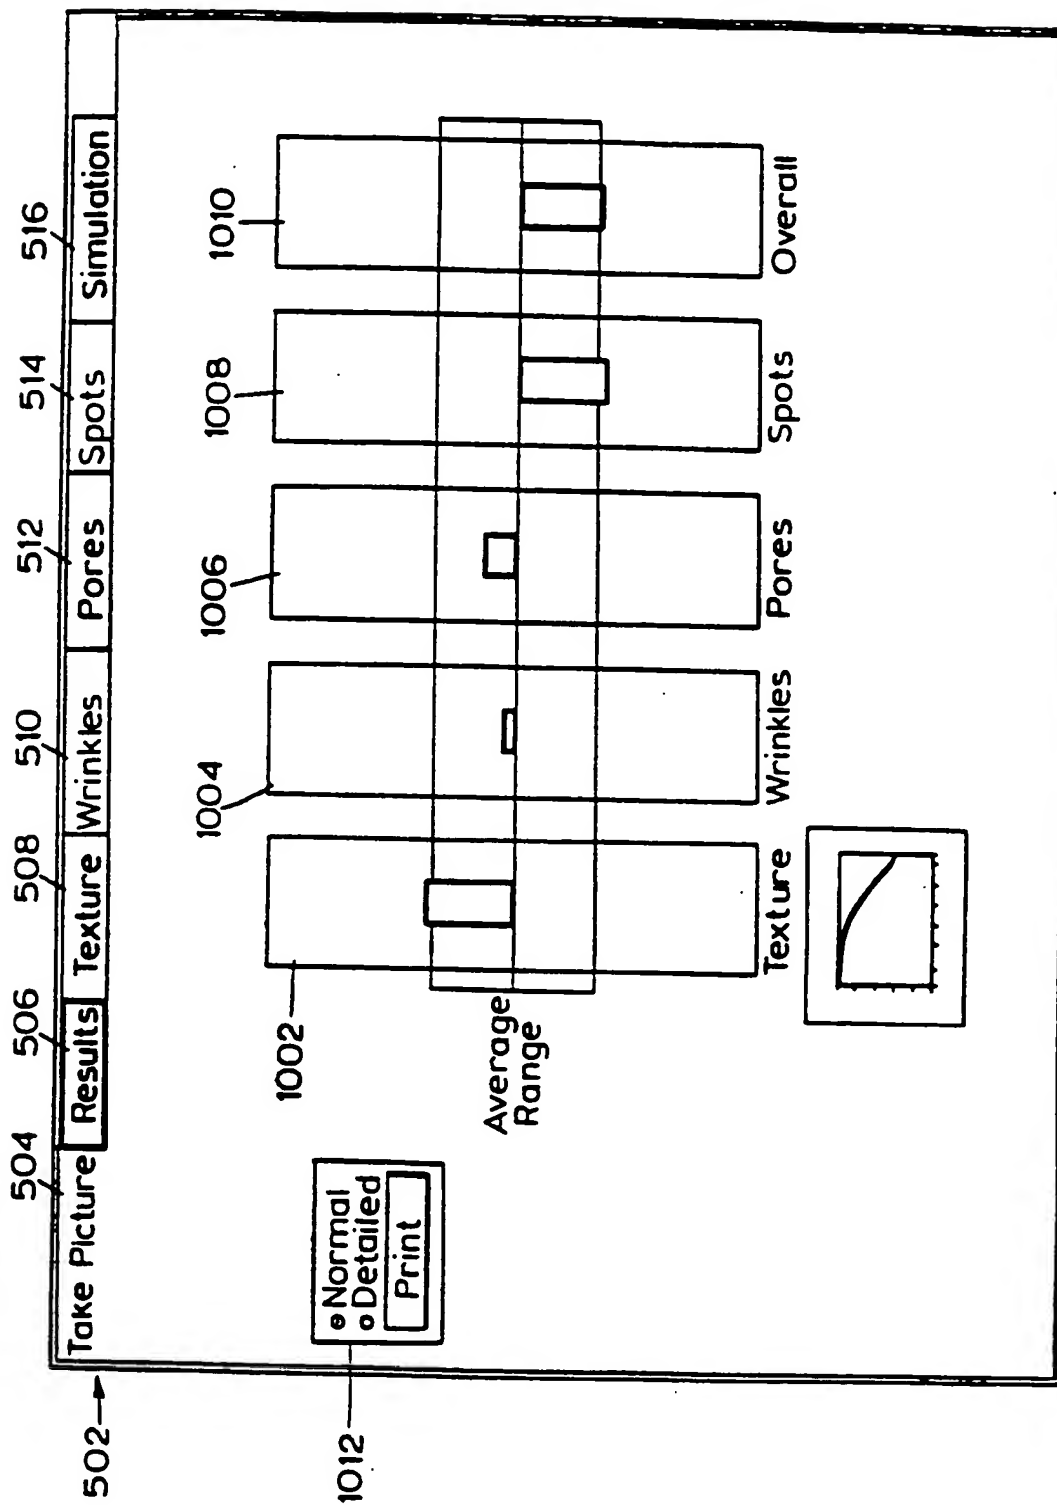 504 506 508 510 512 514 516
502
Take Picture Results Texture Wrinkles Pores Spots Simulation
1002 1004 1006 1008 1010
1012
Normal
Detailed
Print
Average
Range
Texture Wrinkles Pores Spots Overall